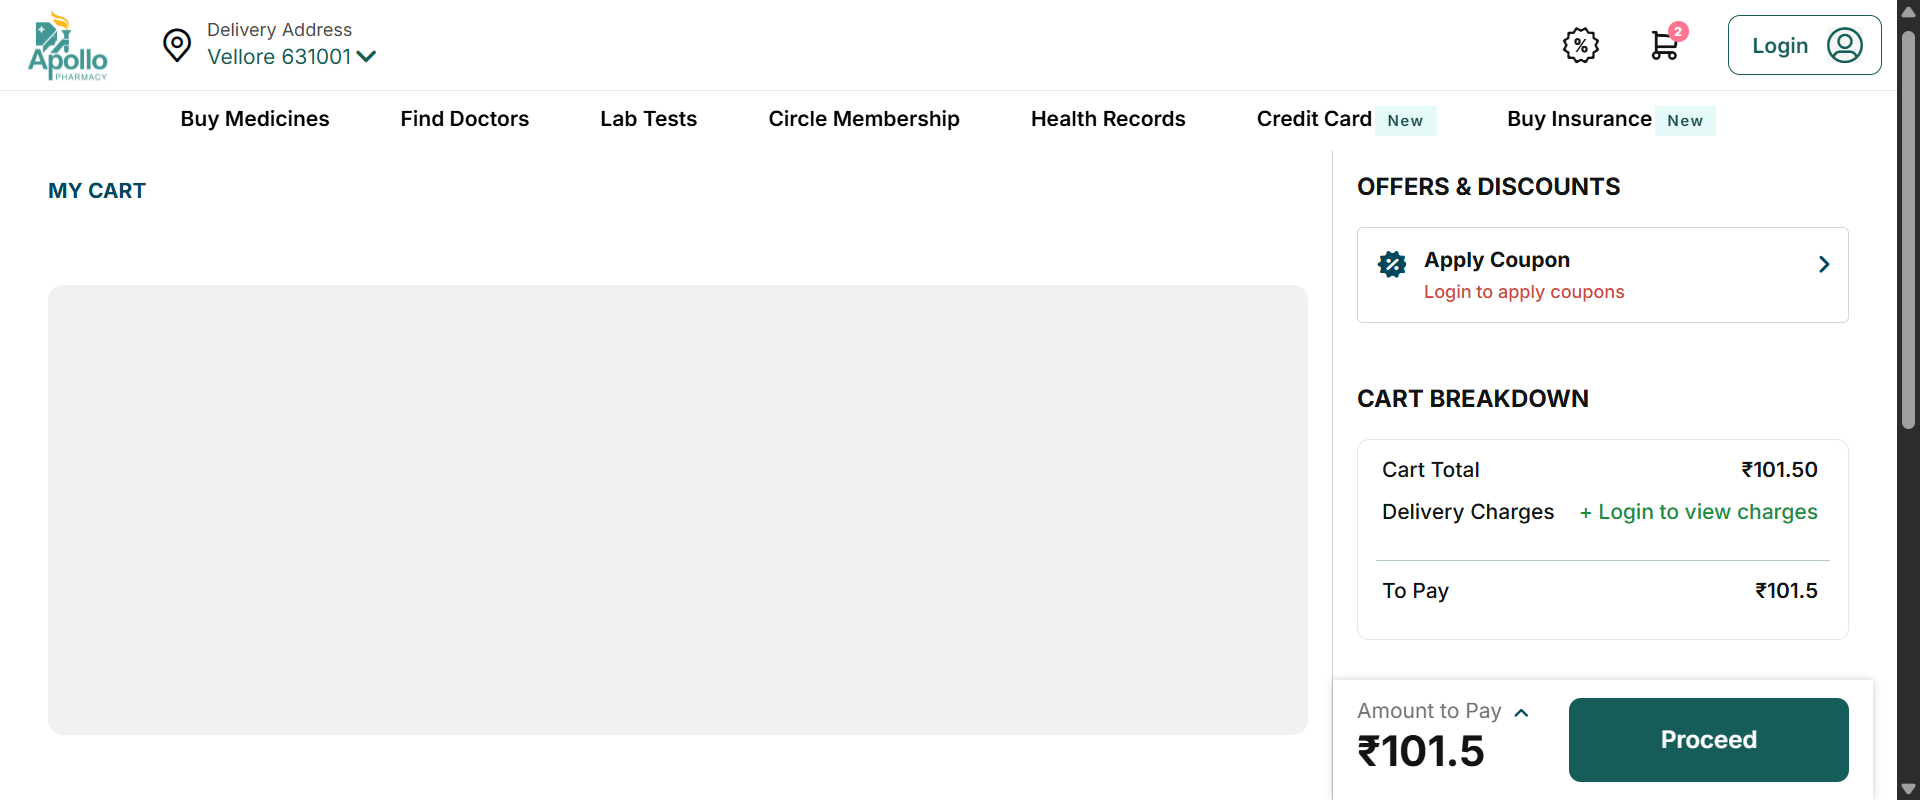 Apollo
PHARMACY
Delivery Address
Vellore 631001
2
Login
Buy Medicines
Find Doctors
Lab Tests
Circle Membership
Health Records
Credit Card New
Buy Insurance New
MY CART
OFFERS & DISCOUNTS
Apply Coupon
Login to apply coupons
CART BREAKDOWN
Cart Total ₹101.50
Delivery Charges + Login to view charges
To Pay ₹101.5
Amount to Pay
₹101.5
Proceed